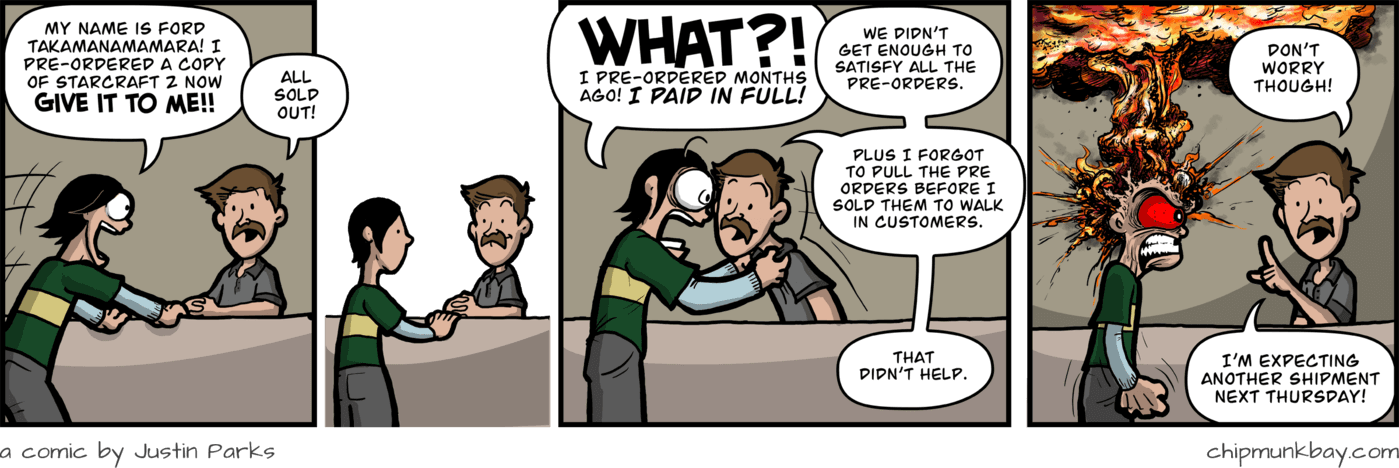 MY NAME IS FORD
TAKAMANAMAMARA! I
PRE-ORDERED A COPY
OF STARCRAFT 2 NOW
GIVE IT TO ME!!
ALL
SOLD
OUT!
WHAT?!
I PRE-ORDERED MONTHS
AGO! I PAID IN FULL!
WE DIDN'T
GET ENOUGH TO
SATISFY ALL THE
PRE-ORDERS.
PLUS I FORGOT
TO PULL THE PRE
ORDERS BEFORE I
SOLD THEM TO WALK
IN CUSTOMERS.
THAT
DIDN'T HELP.
DON'T
WORRY
THOUGH!
I'M EXPECTING
ANOTHER SHIPMENT
NEXT THURSDAY!
a comic by Justin Parks
chipmunkbay.com